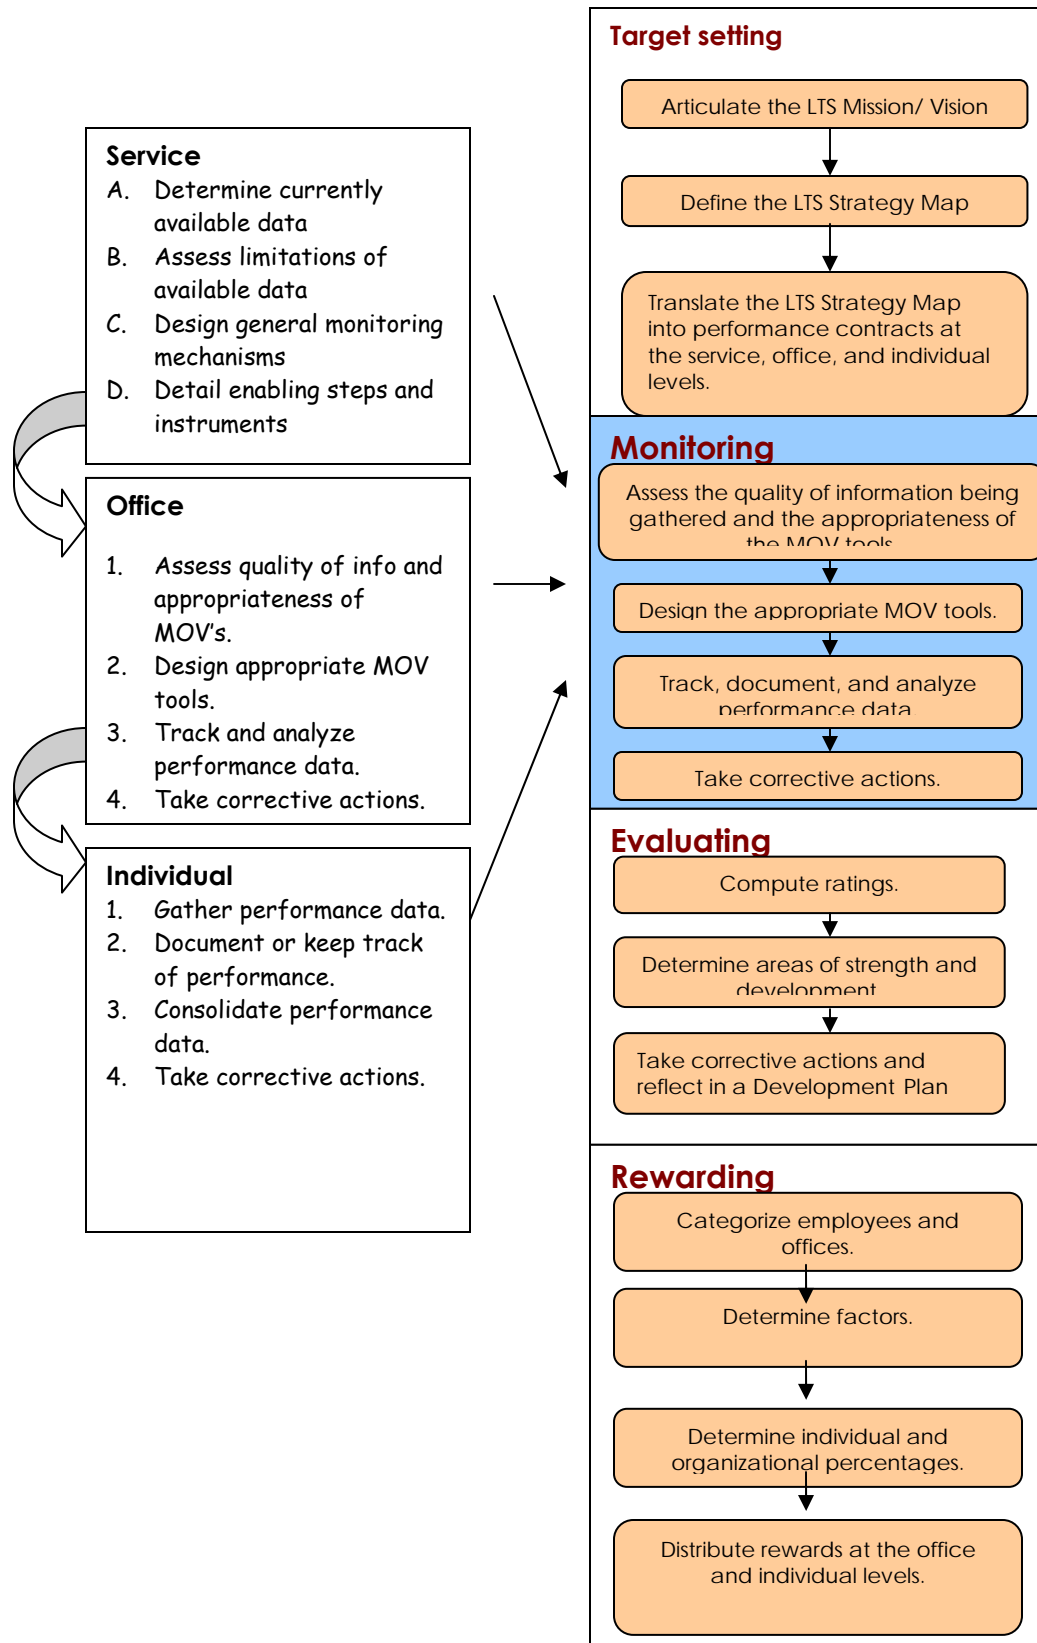 Service
A. Determine currently
available data
B. Assess limitations of
available data
C. Design general monitoring
mechanisms
D. Detail enabling steps and
instruments
Office
1. Assess quality of info and
appropriateness of
MOV's.
2. Design appropriate MOV
tools.
3. Track and analyze
performance data.
4. Take corrective actions.
Individual
1. Gather performance data.
2. Document or keep track
of performance.
3. Consolidate performance
data.
4. Take corrective actions.
Target setting
Articulate the LTS Mission/ Vision
Define the LTS Strategy Map
Translate the LTS Strategy Map
into performance contracts at
the service, office, and individual
levels.
Monitoring
Assess the quality of information being
gathered and the appropriateness of
the MOV tools
Design the appropriate MOV tools.
Track, document, and analyze
performance data
Take corrective actions.
Evaluating
Compute ratings.
Determine areas of strength and
development
Take corrective actions and
reflect in a Development Plan
Rewarding
Categorize employees and
offices.
Determine factors.
Determine individual and
organizational percentages.
Distribute rewards at the office
and individual levels.